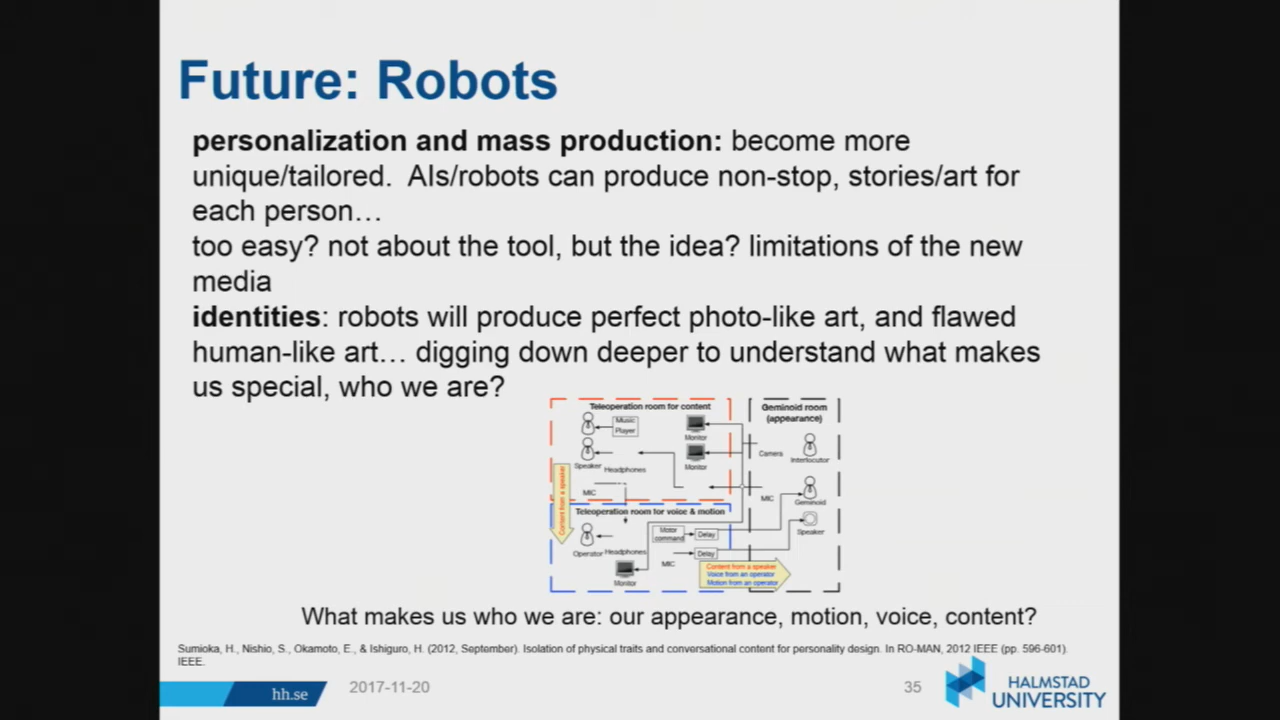 Future: Robots
personalization and mass production: become more
unique/tailored.  AIs/robots can produce non-stop, stories/art for
each person…
too easy? not about the tool, but the idea? limitations of the new
media
identities: robots will produce perfect photo-like art, and flawed
human-like art… digging down deeper to understand what makes
us special, who we are?
Teleoperation room for content
Music
Player
Speaker
Headphones
MIC
Monitor
Monitor
Content from a speaker
Geminoid room
(appearance)
Camera
Interlocutor
MIC
Geminoid
Speaker
Teleoperation room for voice & motion
Operator
Headphones
Monitor
Motor
command
Delay
MIC
Delay
Content from a speaker
Voice from an operator
Motion from an operator
What makes us who we are: our appearance, motion, voice, content?
Sumioka, H., Nishio, S., Okamoto, E., & Ishiguro, H. (2012, September). Isolation of physical traits and conversational content for personality design. In RO-MAN, 2012 IEEE (pp. 596-601).
IEEE.
hh.se
2017-11-20
35
HALMSTAD
UNIVERSITY